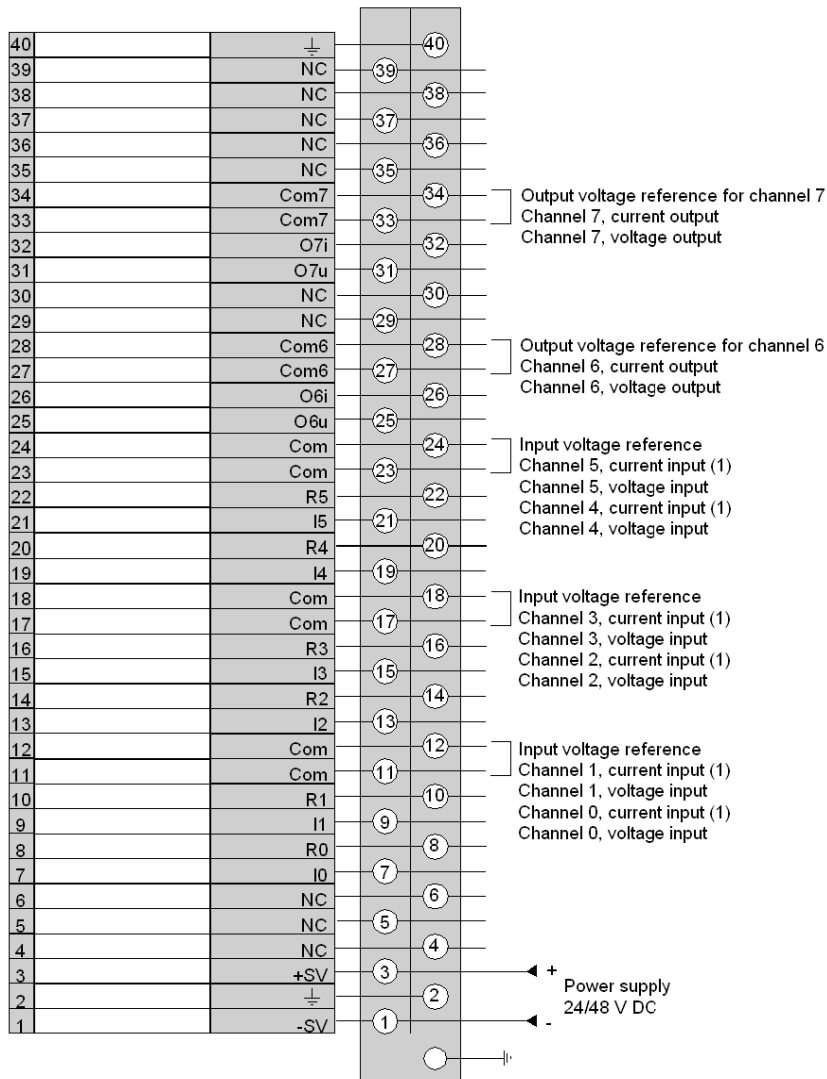 40 40
39 NC 39
38 NC 38
37 NC 37
36 NC 36
35 NC 35
34 Com7 34 Output voltage reference for channel 7
33 Com7 33 Channel 7, current output
32 O7i 32 Channel 7, voltage output
31 O7u 31
30 NC 30
29 NC 29
28 Com6 28 Output voltage reference for channel 6
27 Com6 27 Channel 6, current output
26 O6i 26 Channel 6, voltage output
25 O6u 25
24 Com 24 Input voltage reference
23 Com 23 Channel 5, current input (1)
22 R5 22 Channel 5, voltage input
21 I5 21 Channel 4, current input (1)
20 R4 20 Channel 4, voltage input
19 I4 19
18 Com 18 Input voltage reference
17 Com 17 Channel 3, current input (1)
16 R3 16 Channel 3, voltage input
15 I3 15 Channel 2, current input (1)
14 R2 14 Channel 2, voltage input
13 I2 13
12 Com 12 Input voltage reference
11 Com 11 Channel 1, current input (1)
10 R1 10 Channel 1, voltage input
9 I1 9 Channel 0, current input (1)
8 R0 8 Channel 0, voltage input
7 I0 7
6 NC 6
5 NC 5
4 NC 4
3 +SV 3 +
2 2 Power supply
24/48 V DC
1 -SV 1 -